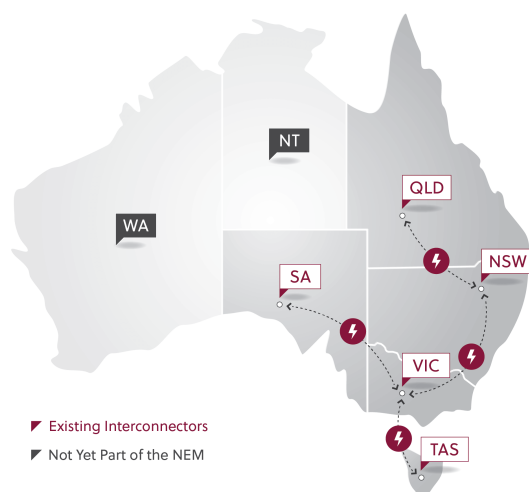 NT
QLD
WA
NSW
SA
VIC
Existing Interconnectors
TAS
Not Yet Part of the NEM